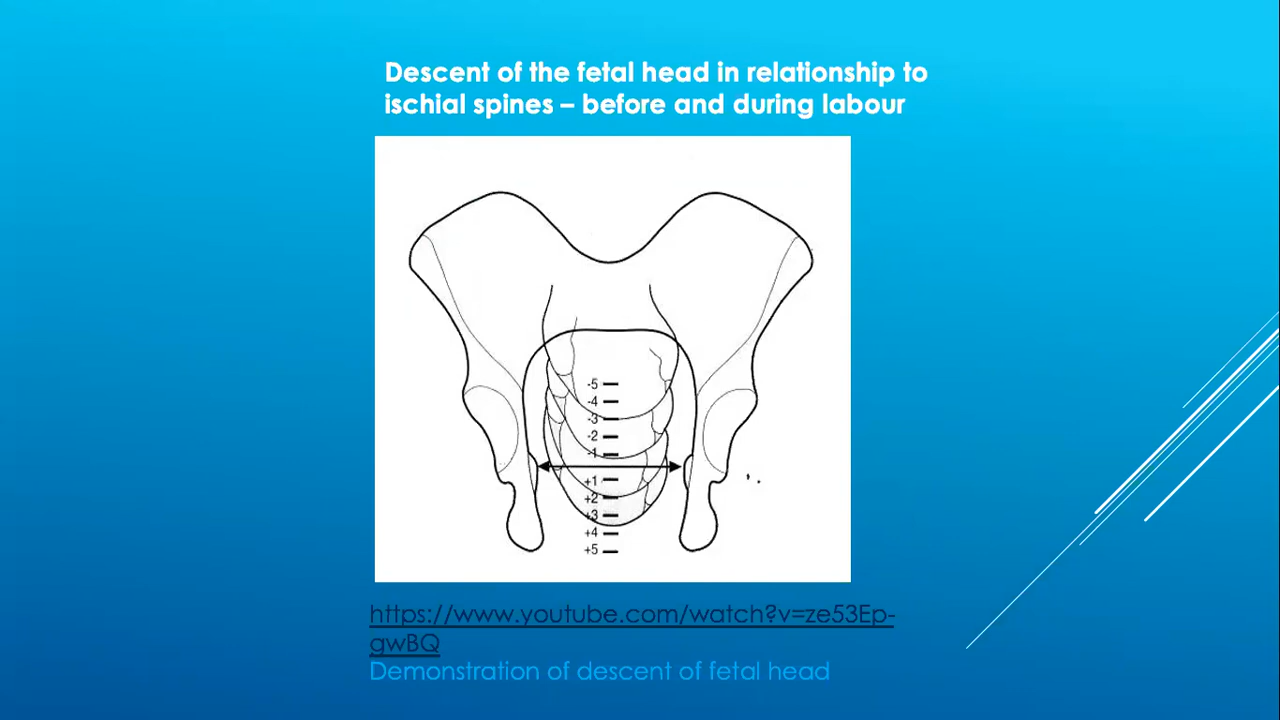 Descent of the fetal head in relationship to
ischial spines – before and during labour
-5
-4
-3
-2
-1
+1
+2
+3
+4
+5
https://www.youtube.com/watch?v=ze53Ep-
gwBQ
Demonstration of descent of fetal head